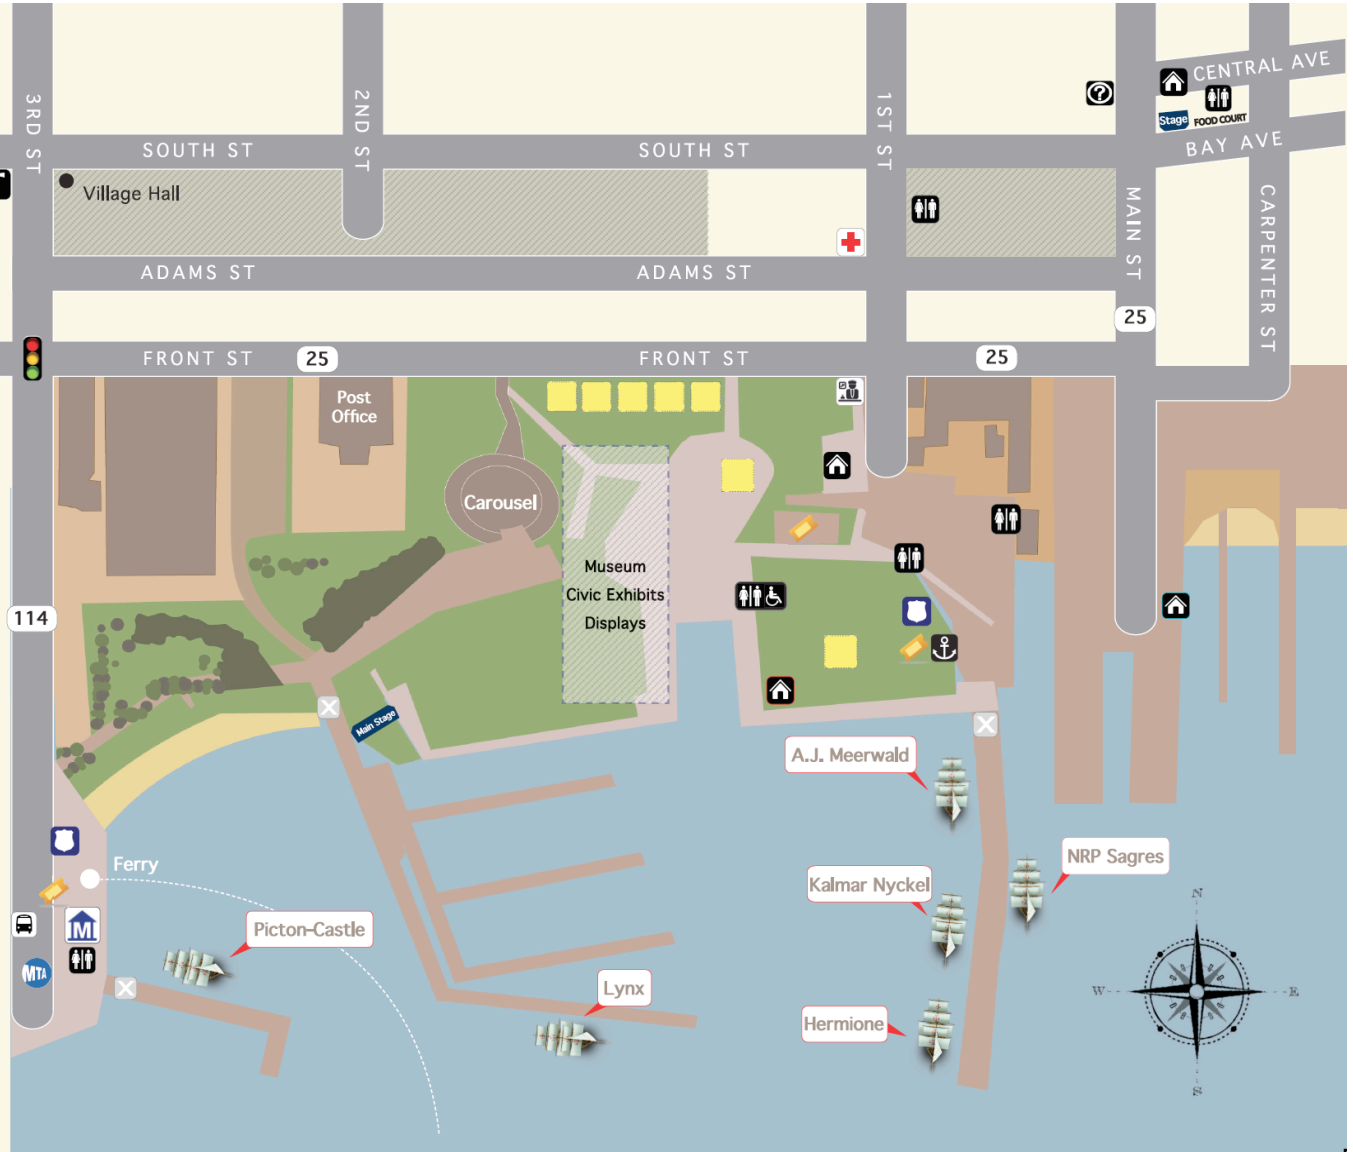 CENTRAL AVE
Stage
FOOD COURT
3RD ST
2ND ST
1ST ST
SOUTH ST
SOUTH ST
BAY AVE
Village Hall
MAIN ST
CARPENTER ST
ADAMS ST
ADAMS ST
25
FRONT ST
25
FRONT ST
25
Post
Office
Carousel
Museum
Civic Exhibits
Displays
114
Main Stage
A.J. Meerwald
NRP Sagres
Ferry
Kalmar Nyckel
N
M
Picton-Castle
MTA
Lynx
W
E
Hermione
S